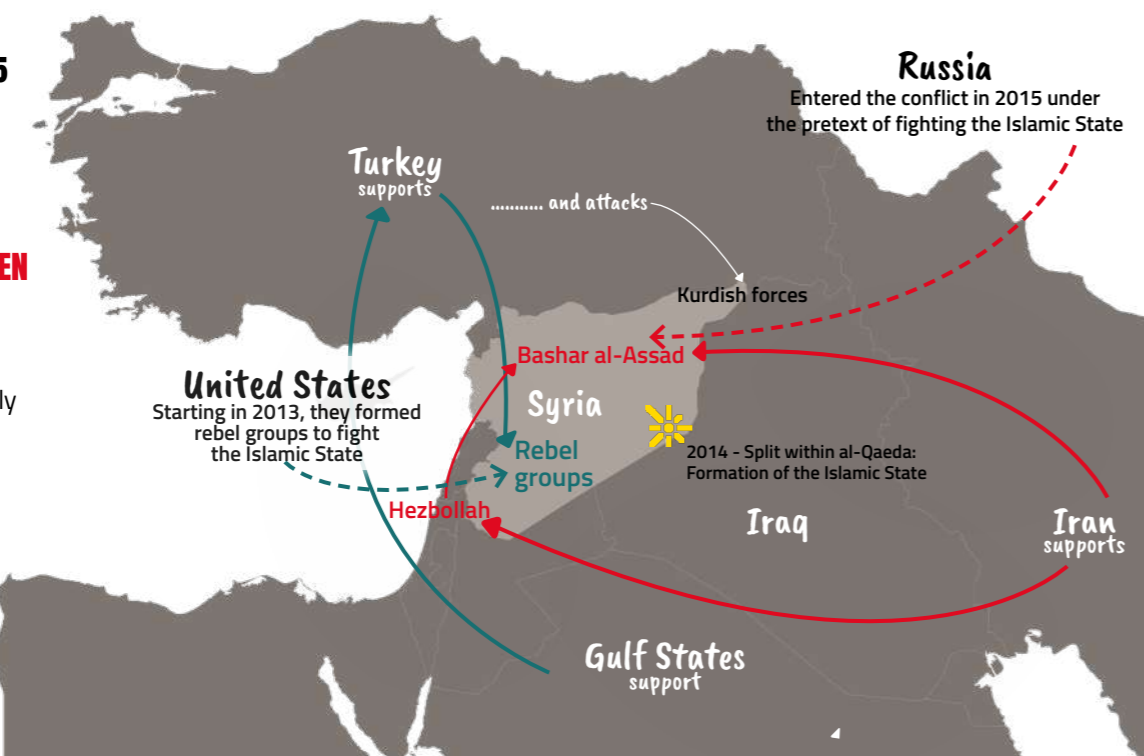 5
EN
ly
Russia
Entered the conflict in 2015 under
the pretext of fighting the Islamic State
Turkey
supports
........... and attacks
Kurdish forces
Bashar al-Assad
United States
Starting in 2013, they formed
rebel groups to fight
the Islamic State
Syria
Rebel
groups
2014 - Split within al-Qaeda:
Formation of the Islamic State
Hezbollah
Iraq
Iran
supports
Gulf States
support